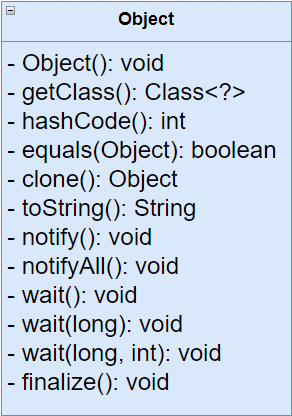 Object
- Object(): void
- getClass(): Class<?>
- hashCode(): int
- equals(Object): boolean
- clone(): Object
- toString(): String
- notify(): void
- notifyAll(): void
- wait(): void
- wait(long): void
- wait(long, int): void
- finalize(): void